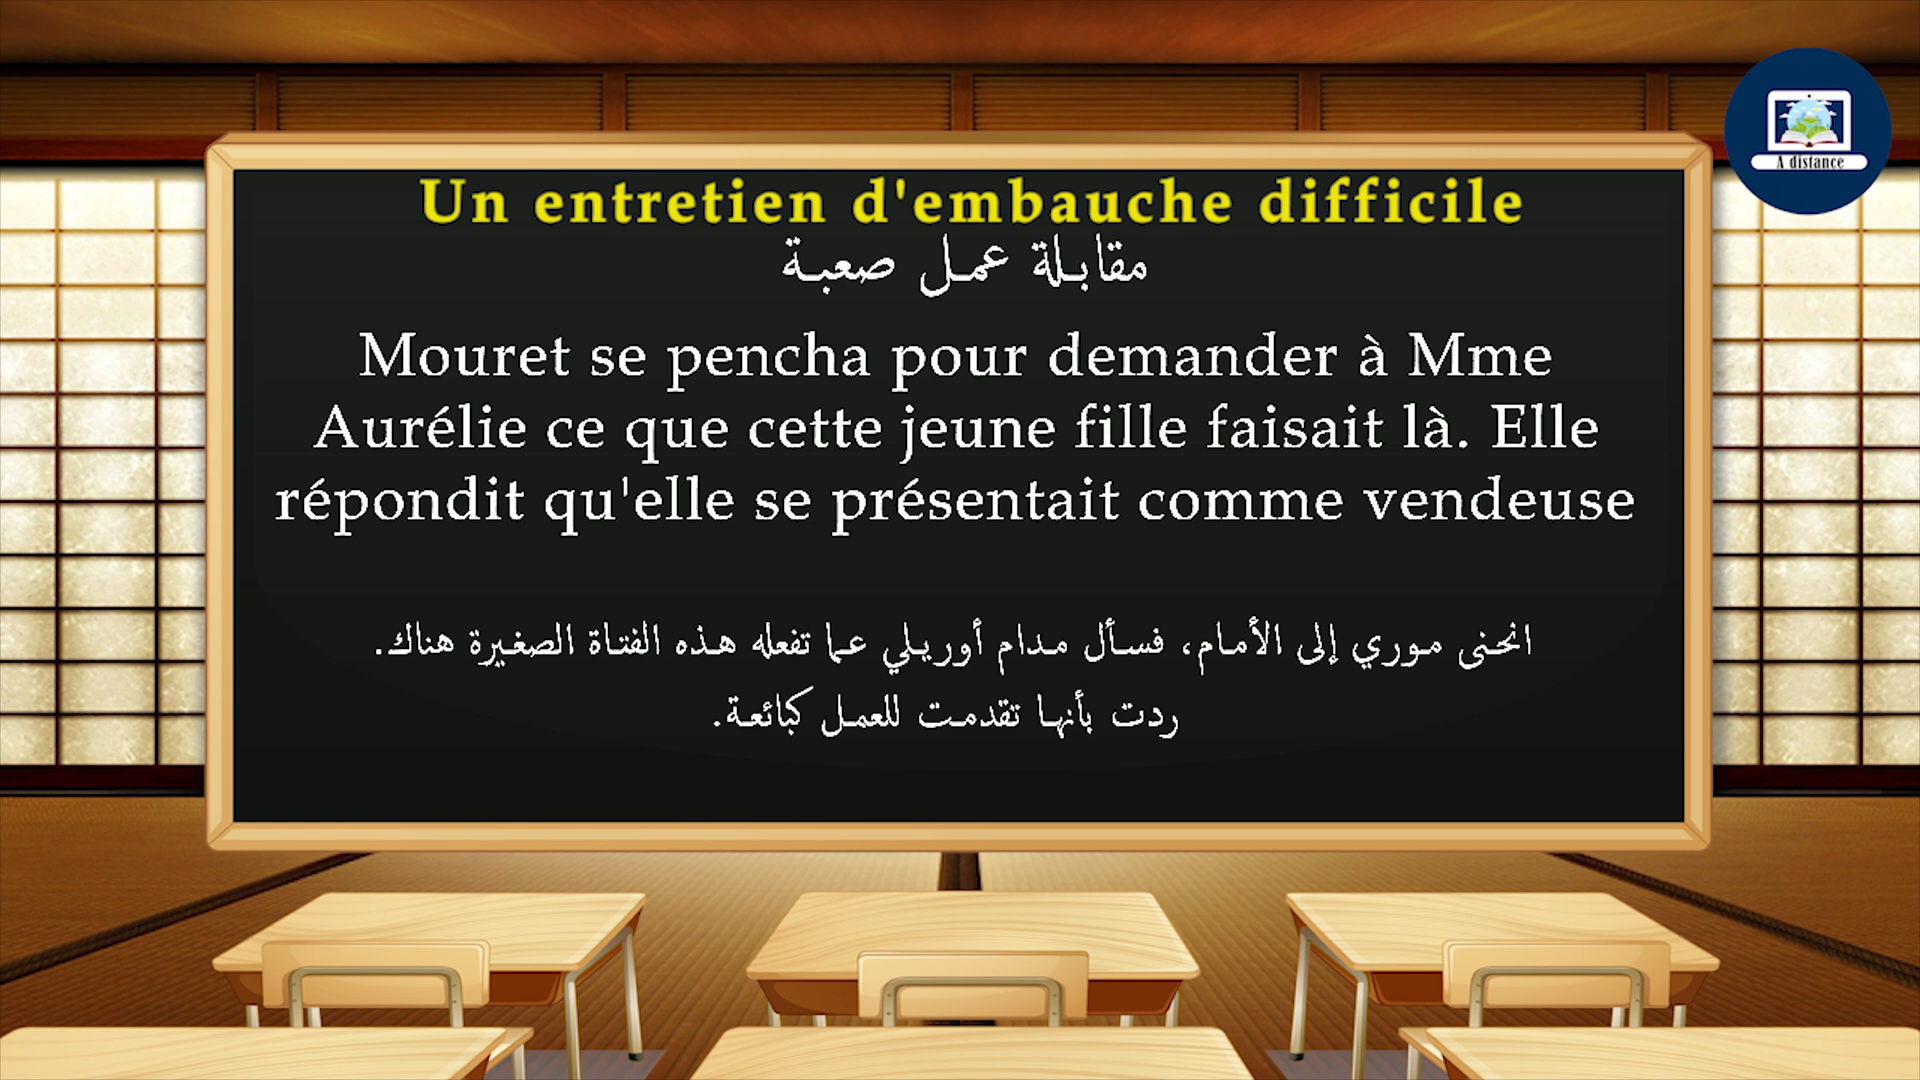 A distance
Un entretien d'embauche difficile
مقابلة عمل صعبة
Mouret se pencha pour demander à Mme
Aurélie ce que cette jeune fille faisait là. Elle
répondit qu'elle se présentait comme vendeuse
انحنى موري إلى الأمام، فسأل مدام أوريلي عما تفعله هذه الفتاة الصغيرة هناك.
ردت بأنها تقدمت للعمل كبائعة.